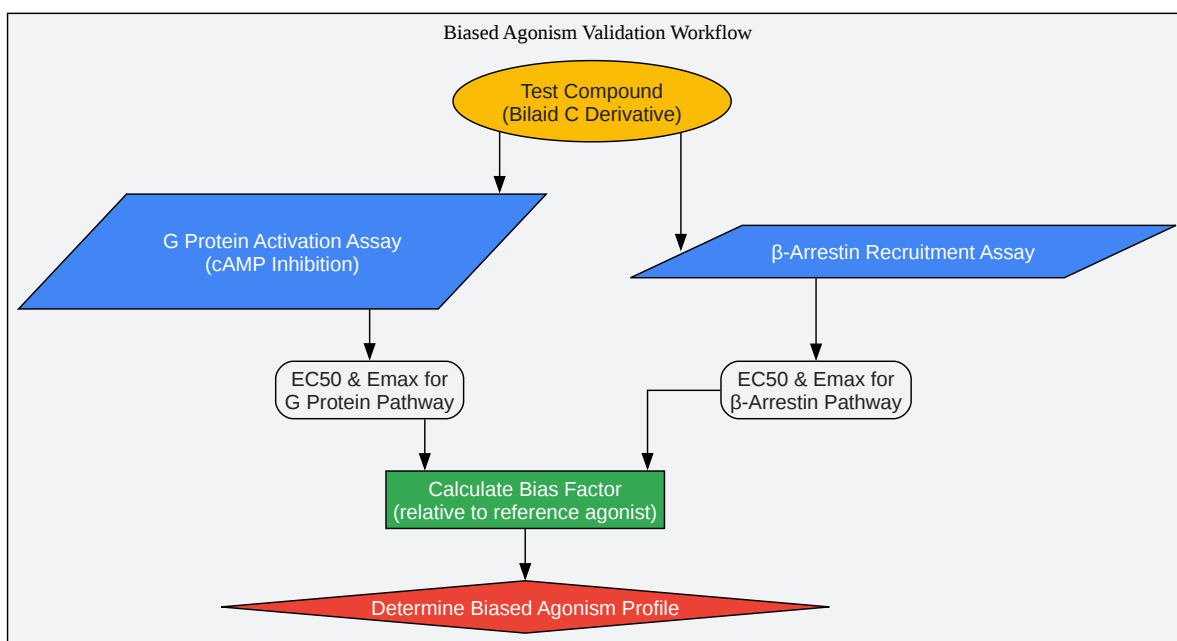 Biased Agonism Validation Workflow
Test Compound
(Bilaid C Derivative)
G Protein Activation Assay
(cAMP Inhibition)
β-Arrestin Recruitment Assay
EC50 & Emax for
G Protein Pathway
EC50 & Emax for
β-Arrestin Pathway
Calculate Bias Factor
(relative to reference agonist)
Determine Biased Agonism Profile